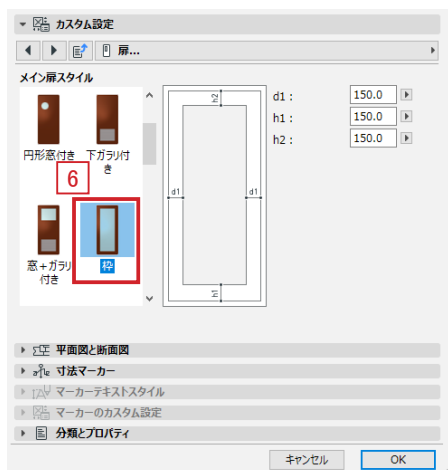 カスタム設定
扉...
メイン扉スタイル
円形窓付き
下ガラリ付
き
6
窓+ガラリ
付き
枠
h2
d1
d1
h1
d1 : 150.0
h1 : 150.0
h2 : 150.0
平面図と断面図
寸法マーカー
マーカーテキストスタイル
マーカーのカスタム設定
分類とプロパティ
キャンセル
OK